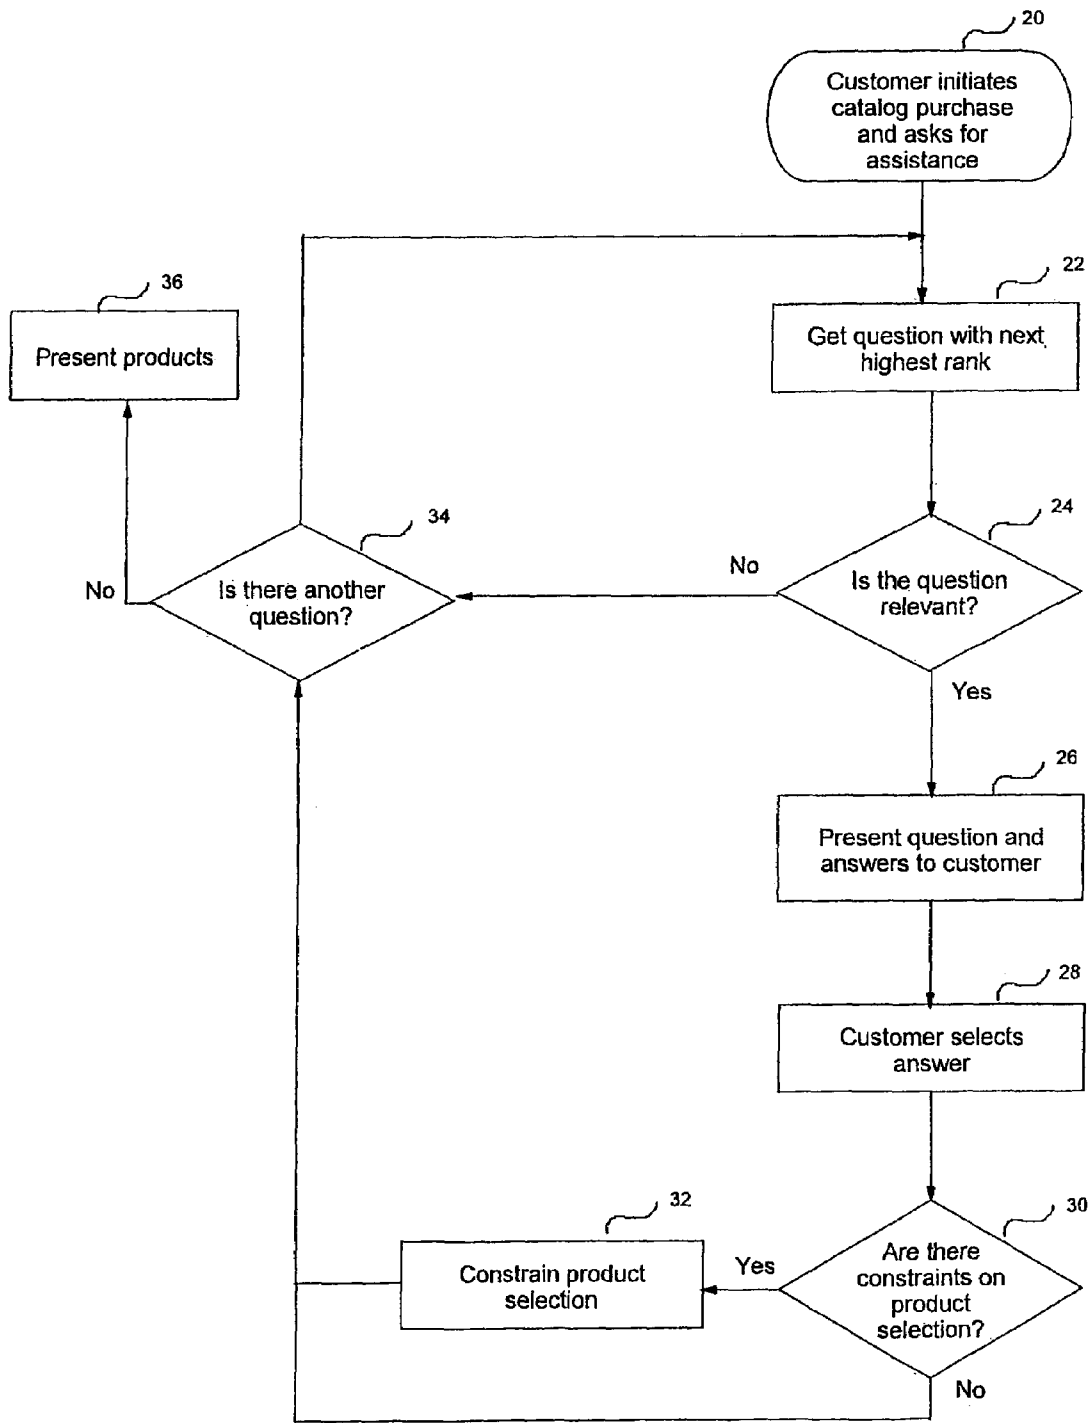 20
Customer initiates
catalog purchase
and asks for
assistance
22
Get question with next
highest rank
36
Present products
24
Is the question
relevant?
No
Yes
34
Is there another
question?
No
26
Present question and
answers to customer
28
Customer selects
answer
30
Are there
constraints on
product
selection?
Yes
No
32
Constrain product
selection